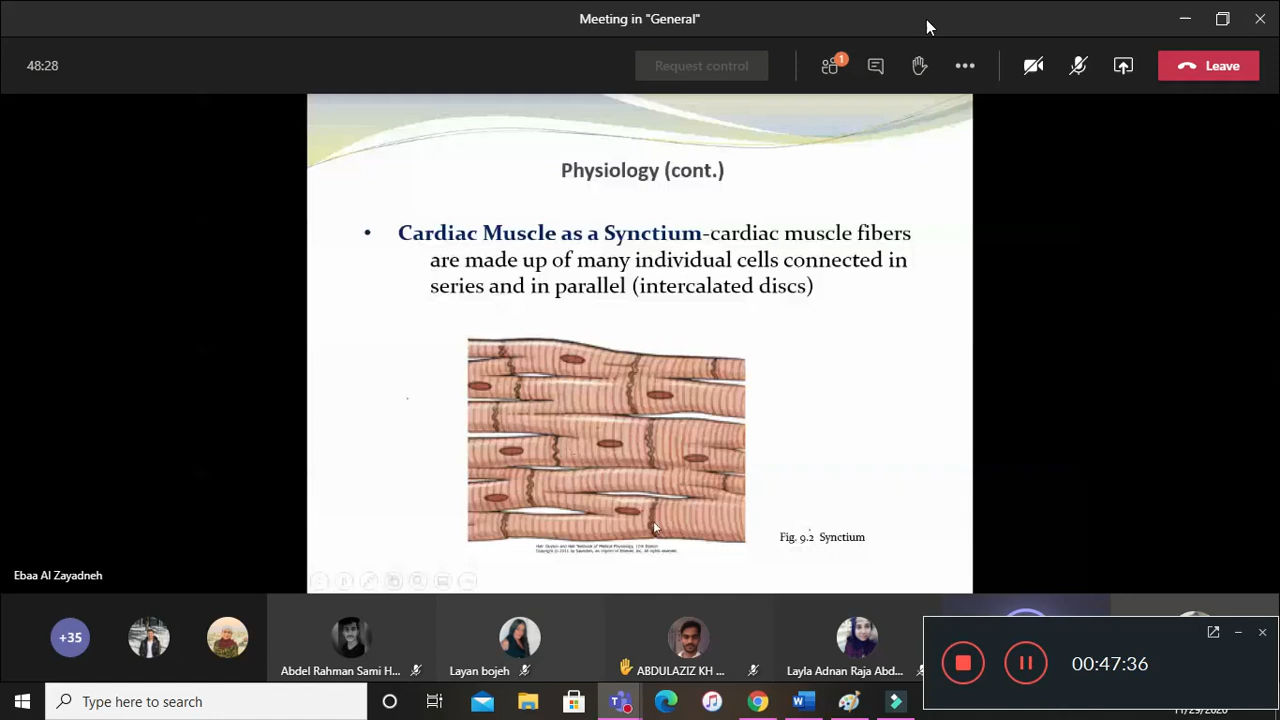 Meeting in "General"
48:28
Request control
1
Leave
Physiology (cont.)
• Cardiac Muscle as a Synctium-cardiac muscle fibers
are made up of many individual cells connected in
series and in parallel (intercalated discs)
Fig. 9.2 Synctium
Ebaa Al Zayadneh
+35
Abdel Rahman Sami H...
Layan bojeh
ABDULAZIZ KH ...
Layla Adnan Raja Abd...
00:47:36
Type here to search